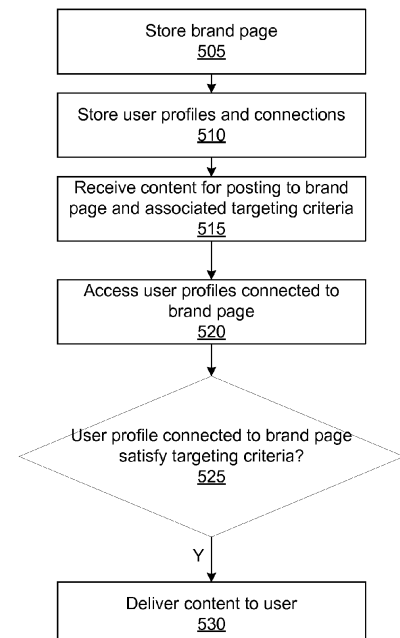 Store brand page
505
Store user profiles and connections
510
Receive content for posting to brand
page and associated targeting criteria
515
Access user profiles connected to
brand page
520
User profile connected to brand page
satisfy targeting criteria?
525
Y
Deliver content to user
530